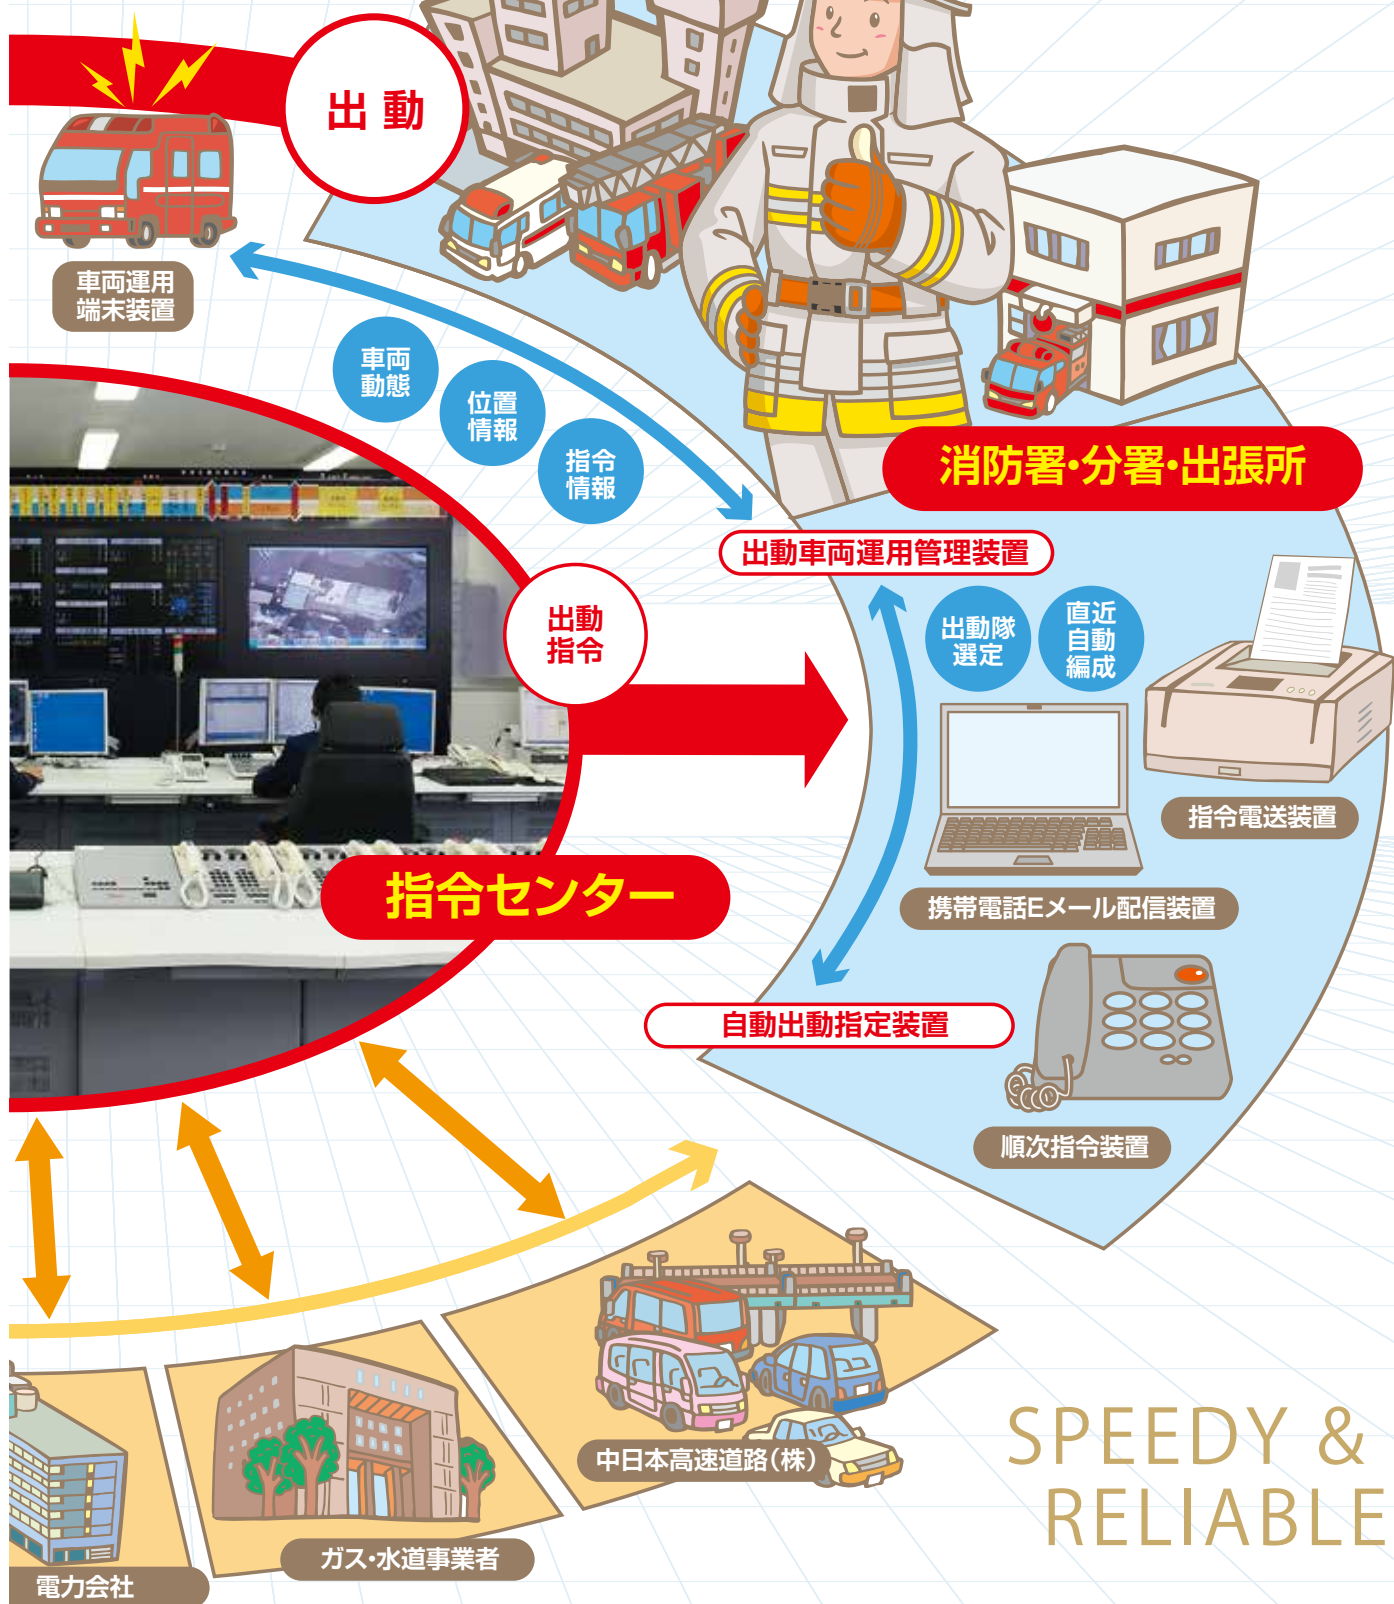 出動
車両運用
端末装置
車両
動態
位置
情報
指令
情報
消防署・分署・出張所
出動車両運用管理装置
出動
指令
出動隊
選定
直近
自動
編成
指令電送装置
指令センター
携帯電話Eメール配信装置
自動出動指定装置
順次指令装置
中日本高速道路(株)
ガス・水道事業者
電力会社
SPEEDY &
RELIABLE